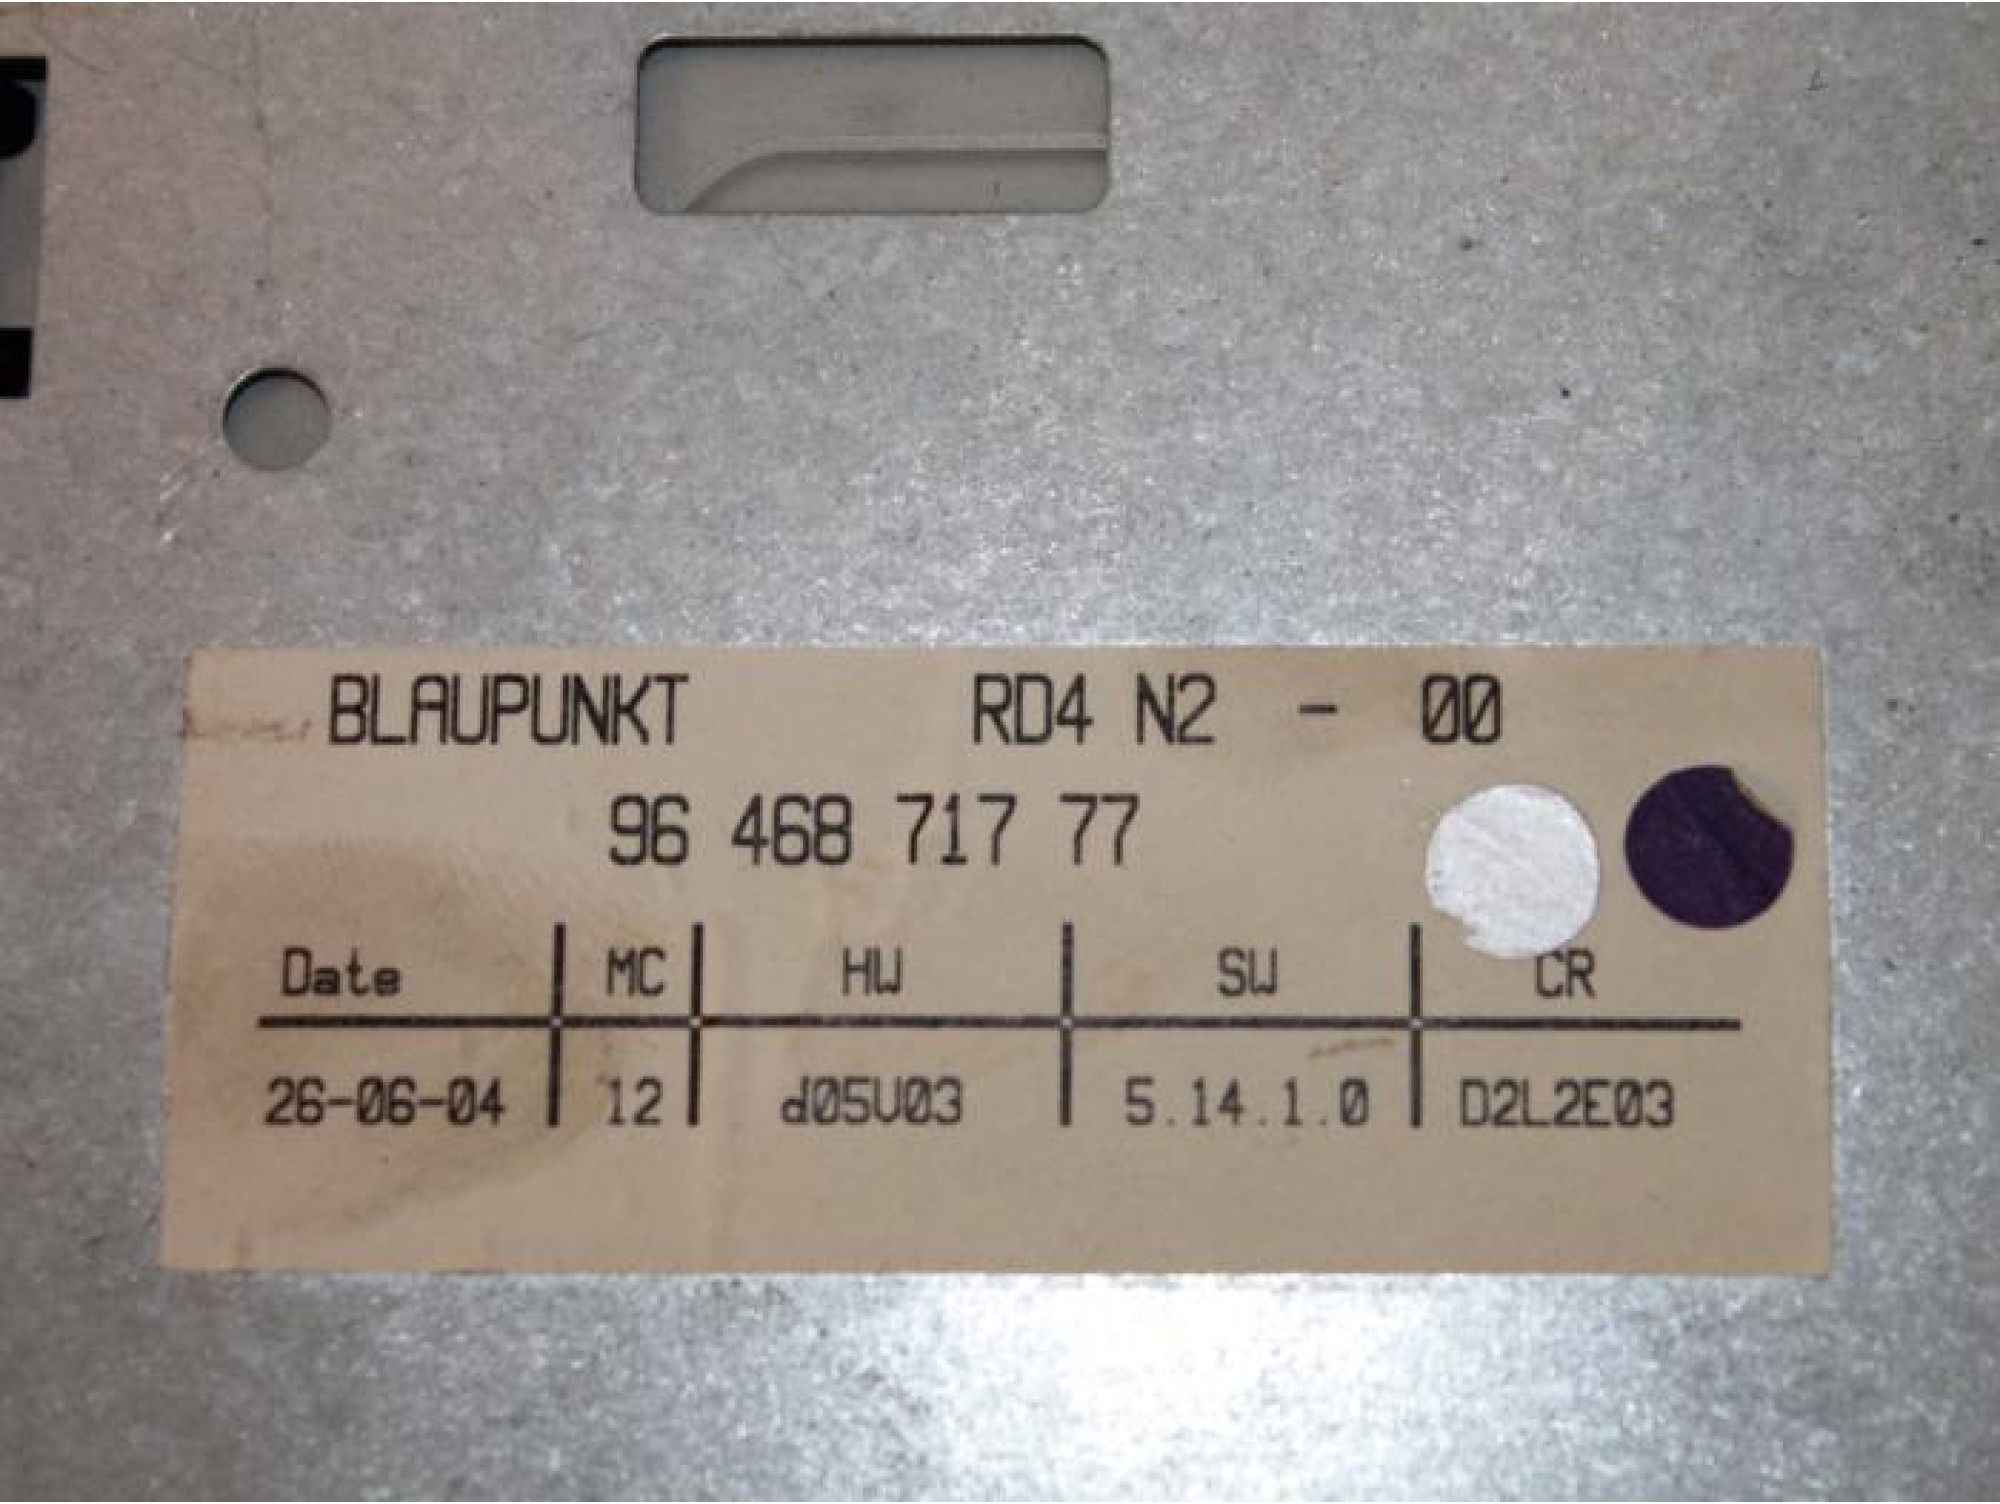 BLAUPUNKT RD4 N2 - 00
96 468 717 77
Date MC HW SW CR
26-06-04 12 d05V03 5.14.1.0 D2L2E03